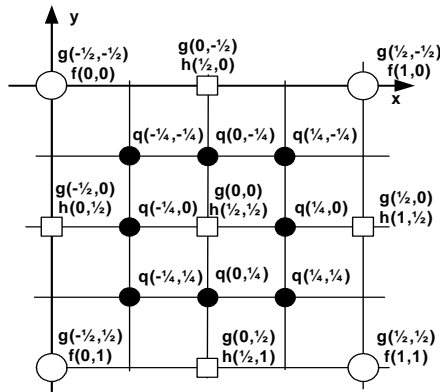 y
g(-½,-½)
f(0,0)
g(0,-½)
h(½,0)
g(½,-½)
f(1,0)
x
q(-¼,-¼) q(0,-¼) q(¼,-¼)
g(-½,0)
h(0,½)
q(-¼,0)
g(0,0)
h(½,½)
q(¼,0)
g(½,0)
h(1,½)
q(-¼,¼) q(0,¼) q(¼,¼)
g(-½,½)
f(0,1)
g(0,½)
h(½,1)
g(½,½)
f(1,1)